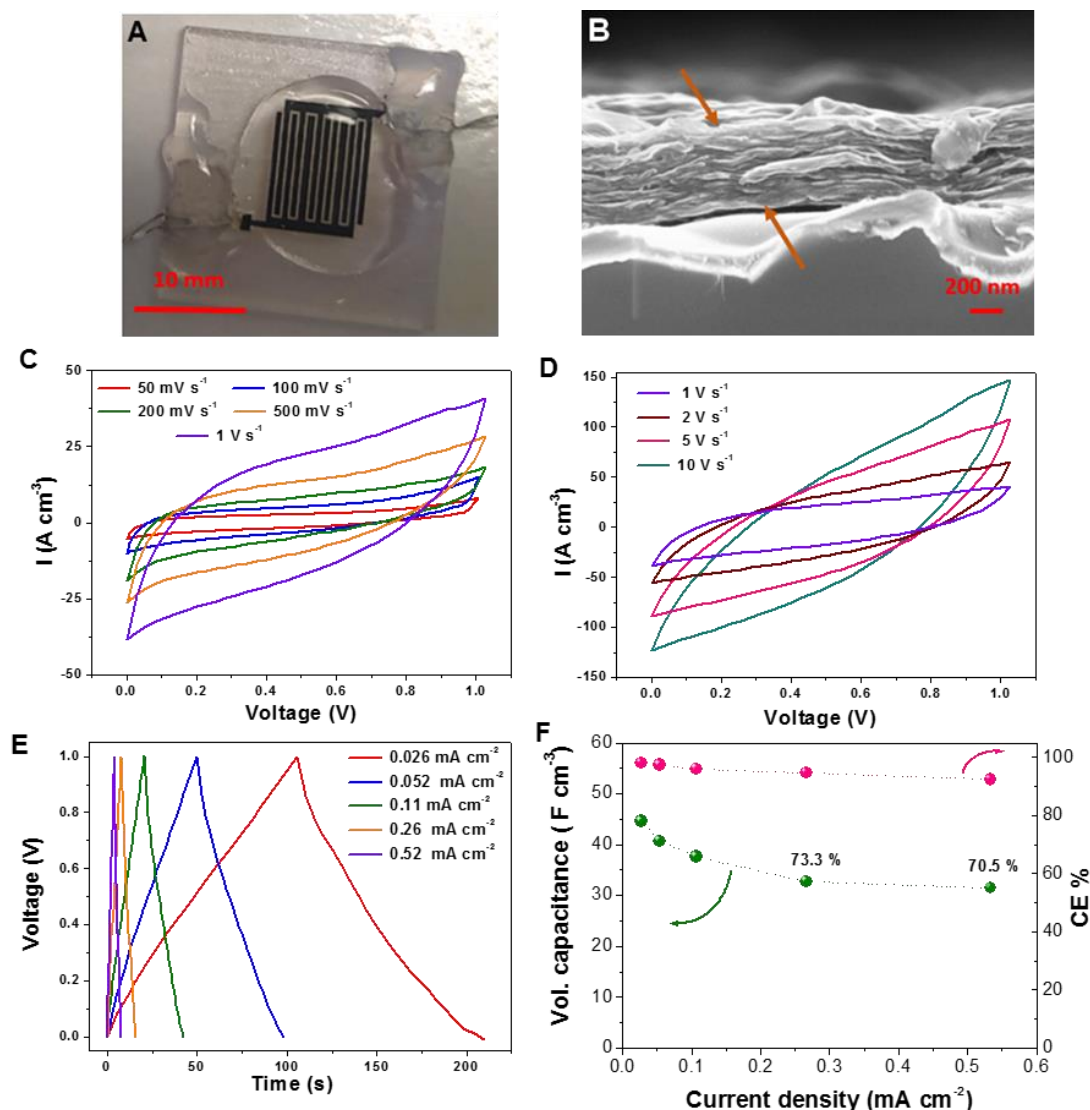 A
10 mm
B
200 nm
C
50 mV s⁻¹
100 mV s⁻¹
200 mV s⁻¹
500 mV s⁻¹
1 V s⁻¹
50
25
0
-25
-50
I (A cm⁻³)
0.0 0.2 0.4 0.6 0.8 1.0
Voltage (V)
D
1 V s⁻¹
2 V s⁻¹
5 V s⁻¹
10 V s⁻¹
150
100
50
0
-50
-100
-150
I (A cm⁻³)
0.0 0.2 0.4 0.6 0.8 1.0
Voltage (V)
E
0.026 mA cm⁻²
0.052 mA cm⁻²
0.11 mA cm⁻²
0.26 mA cm⁻²
0.52 mA cm⁻²
1.0
0.8
0.6
0.4
0.2
0.0
Voltage (V)
0 50 100 150 200
Time (s)
F
60
50
40
30
20
10
0
Vol. capacitance ( F cm⁻³)
73.3 %
70.5 %
100
80
60
40
20
0
CE %
0.0 0.1 0.2 0.3 0.4 0.5 0.6
Current density (mA cm⁻²)